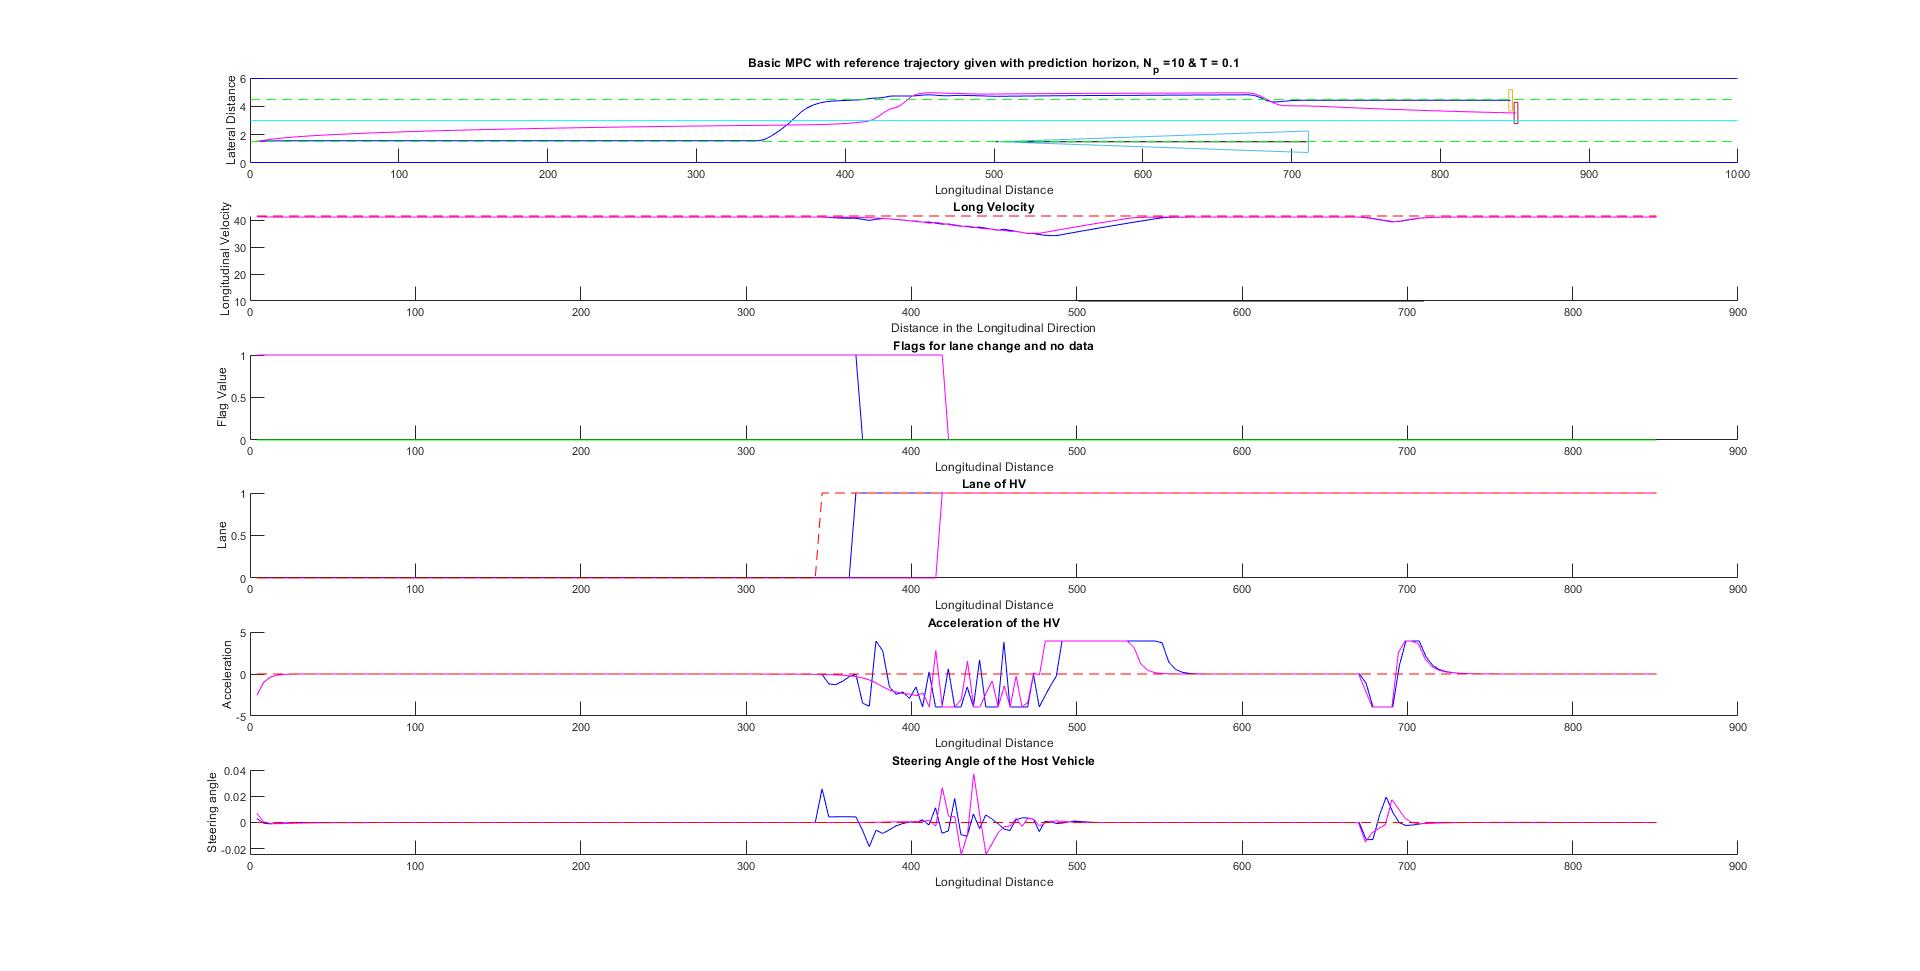 Basic MPC with reference trajectory given with prediction horizon, Np =10 & T = 0.1
Lateral Distance
6
4
2
0
0 100 200 300 400 500 600 700 800 900 1000
Longitudinal Distance
Long Velocity
Longitudinal Velocity
40
30
20
10
0 100 200 300 400 500 600 700 800 900
Distance in the Longitudinal Direction
Flags for lane change and no data
Flag Value
1
0.5
0
0 100 200 300 400 500 600 700 800 900
Longitudinal Distance
Lane of HV
Lane
1
0.5
0
0 100 200 300 400 500 600 700 800 900
Longitudinal Distance
Acceleration of the HV
Acceleration
5
0
-5
0 100 200 300 400 500 600 700 800 900
Longitudinal Distance
Steering Angle of the Host Vehicle
Steering angle
0.04
0.02
0
-0.02
0 100 200 300 400 500 600 700 800 900
Longitudinal Distance